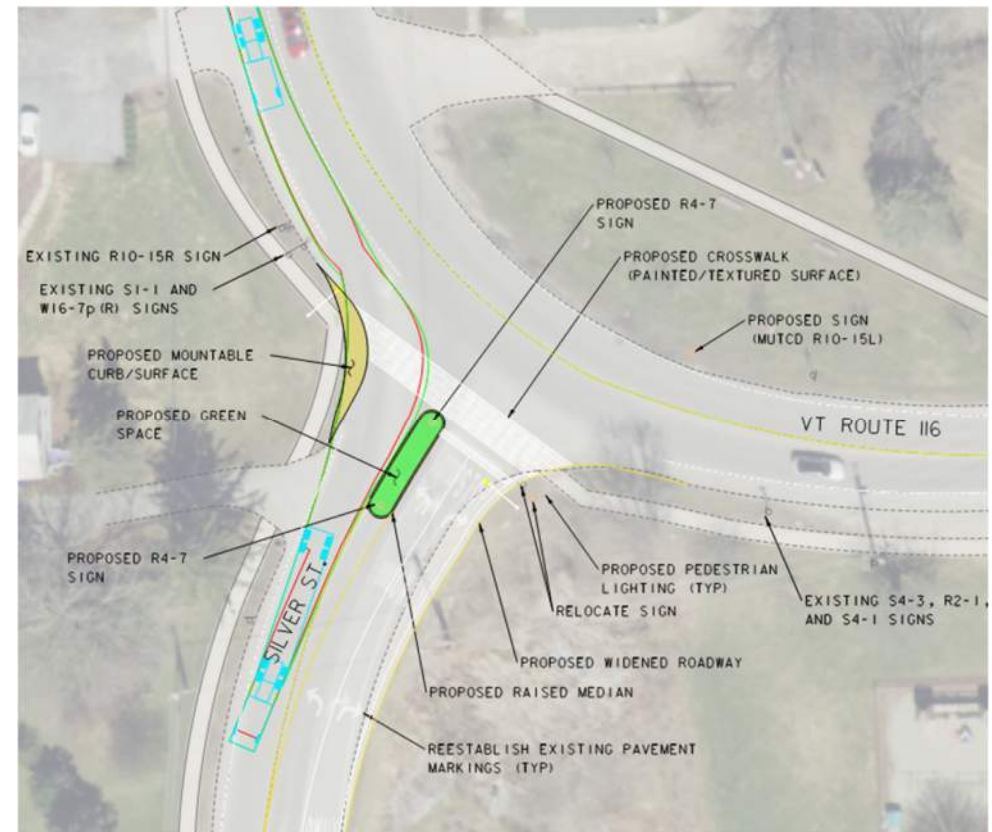 PROPOSED R4-7
SIGN
PROPOSED CROSSWALK
(PAINTED/TEXTURED SURFACE)
EXISTING R10-15R SIGN
EXISTING S1-1 AND
W16-7p(R) SIGNS
PROPOSED SIGN
(MUTCD R10-15L)
PROPOSED MOUNTABLE
CURB/SURFACE
PROPOSED GREEN
SPACE
VT ROUTE 116
PROPOSED R4-7
SIGN
SILVER ST.
PROPOSED PEDESTRIAN
LIGHTING (TYP)
RELOCATE SIGN
EXISTING S4-3, R2-1,
AND S4-1 SIGNS
PROPOSED WIDENED ROADWAY
PROPOSED RAISED MEDIAN
REESTABLISH EXISTING PAVEMENT
MARKINGS (TYP)